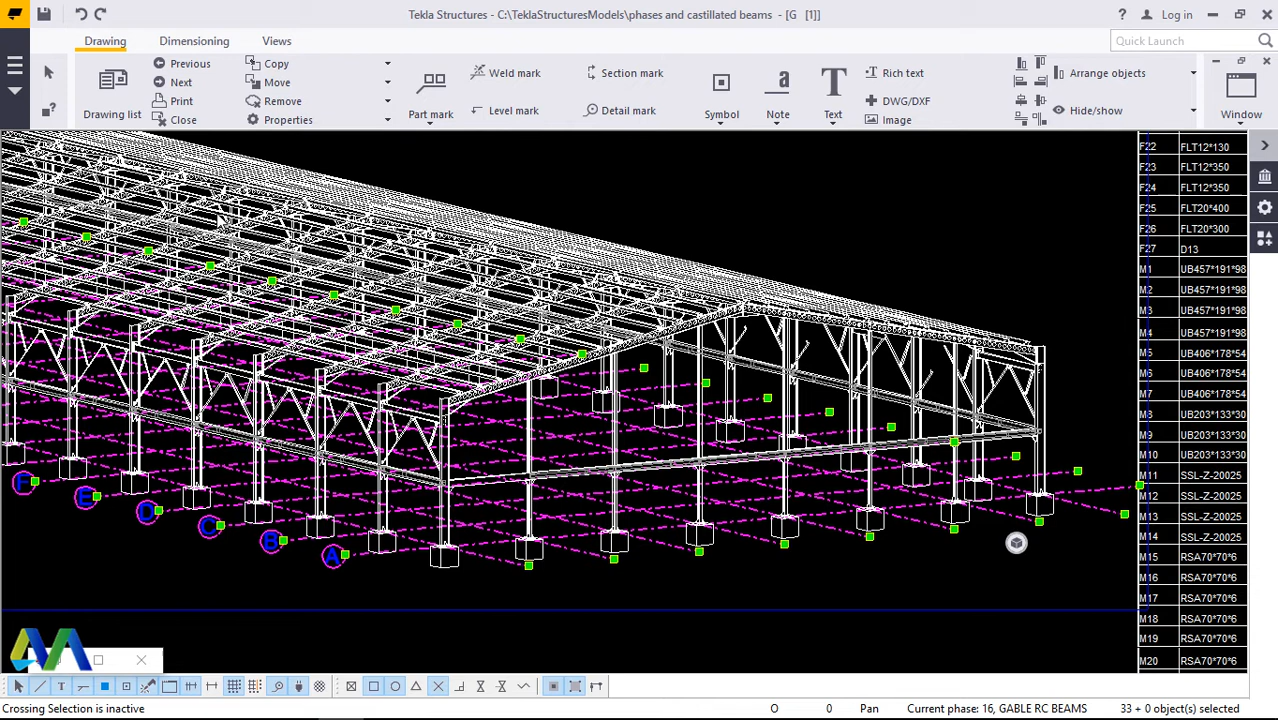 Tekla Structures - C:\TeklaStructuresModels\phases and castillated beams - [G [1]]
Log in
Drawing
Dimensioning
Views
Quick Launch
Previous
Next
Print
Close
Drawing list
Copy
Move
Remove
Properties
Part mark
Weld mark
Level mark
Section mark
Detail mark
Symbol
Note
Text
Rich text
DWG/DXF
Image
Arrange objects
Hide/show
Window
F22 FLT12*130
F23 FLT12*350
F24 FLT12*350
F25 FLT20*400
F26 FLT20*300
F27 D13
M1 UB457*191*98
M2 UB457*191*98
M3 UB457*191*98
M4 UB457*191*98
M5 UB406*178*54
M6 UB406*178*54
M7 UB406*178*54
M8 UB203*133*30
M9 UB203*133*30
M10 UB203*133*30
M11 SSL-Z-20025
M12 SSL-Z-20025
M13 SSL-Z-20025
M14 SSL-Z-20025
M15 RSA70*70*6
M16 RSA70*70*6
M17 RSA70*70*6
M18 RSA70*70*6
M19 RSA70*70*6
M20 RSA70*70*6
F
E
D
C
B
A
Crossing Selection is inactive
O 0 Pan Current phase: 16, GABLE RC BEAMS 33 + 0 object(s) selected